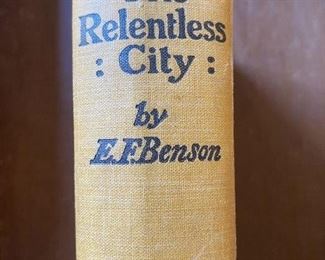 Relentless
: City :
by
E.F.Benson